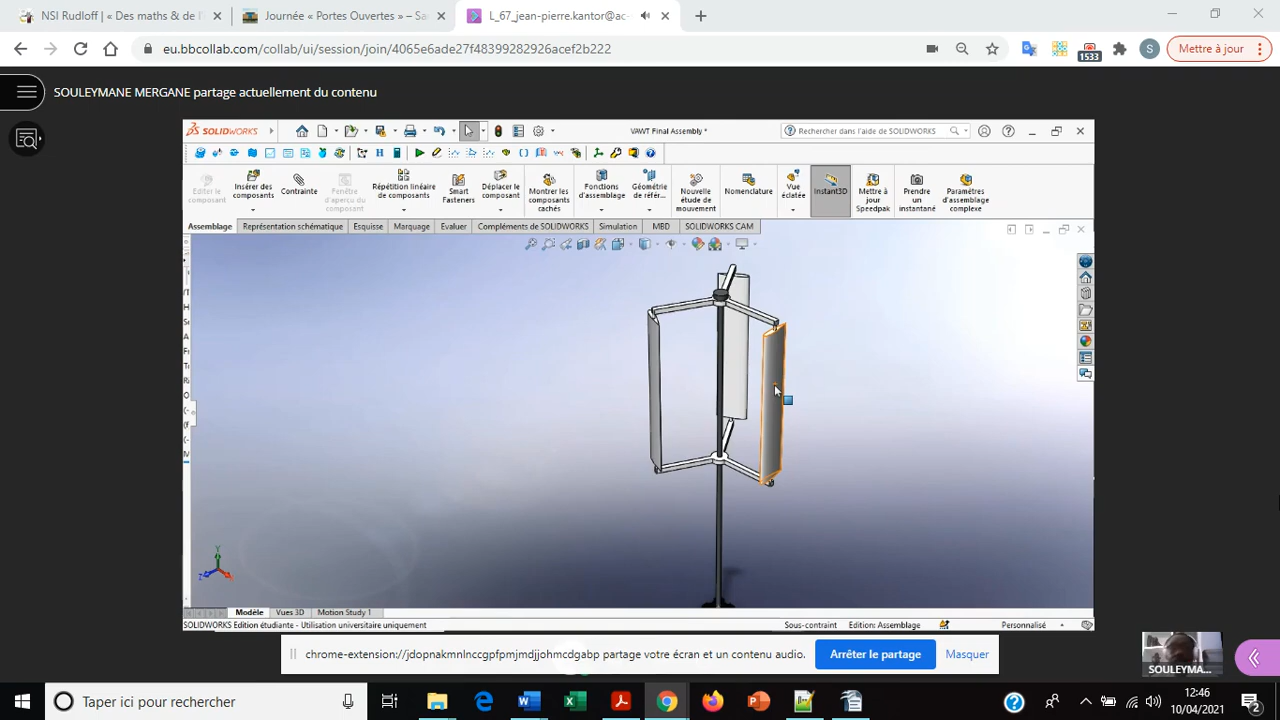 NSI Rudloff | « Des maths & de l'
Journée « Portes Ouvertes » – Sa
L_67_jean-pierre.kantor@ac-
eu.bbcollab.com/collab/ui/session/join/4065e6ade27f48399282926acef2b222
1533
S
Mettre à jour
SOULEYMANE MERGANE partage actuellement du contenu
SOLIDWORKS
VAWT Final Assembly *
Rechercher dans l'aide de SOLIDWORKS
Editer le composant
Insérer des composants
Contrainte
Fenêtre d'aperçu du composant
Répétition linéaire de composants
Smart Fasteners
Déplacer le composant
Montrer les composants cachés
Fonctions d'assemblage
Géométrie de référ...
Nouvelle étude de mouvement
Nomenclature
Vue éclatée
Instant3D
Mettre à jour Speedpak
Prendre un instantané
Paramètres d'assemblage complexe
Assemblage
Représentation schématique
Esquisse
Marquage
Evaluer
Compléments de SOLIDWORKS
Simulation
MBD
SOLIDWORKS CAM
Y
Z
Modèle
Vues 3D
Motion Study 1
SOLIDWORKS Edition étudiante - Utilisation universitaire uniquement
Sous-contraint
Edition: Assemblage
Personnalisé
chrome-extension://jdopnakmnlnccgpfpmjmdjjohmcdgabp partage votre écran et un contenu audio.
Arrêter le partage
Masquer
SOULEYMA...
Taper ici pour rechercher
12:46
10/04/2021
2